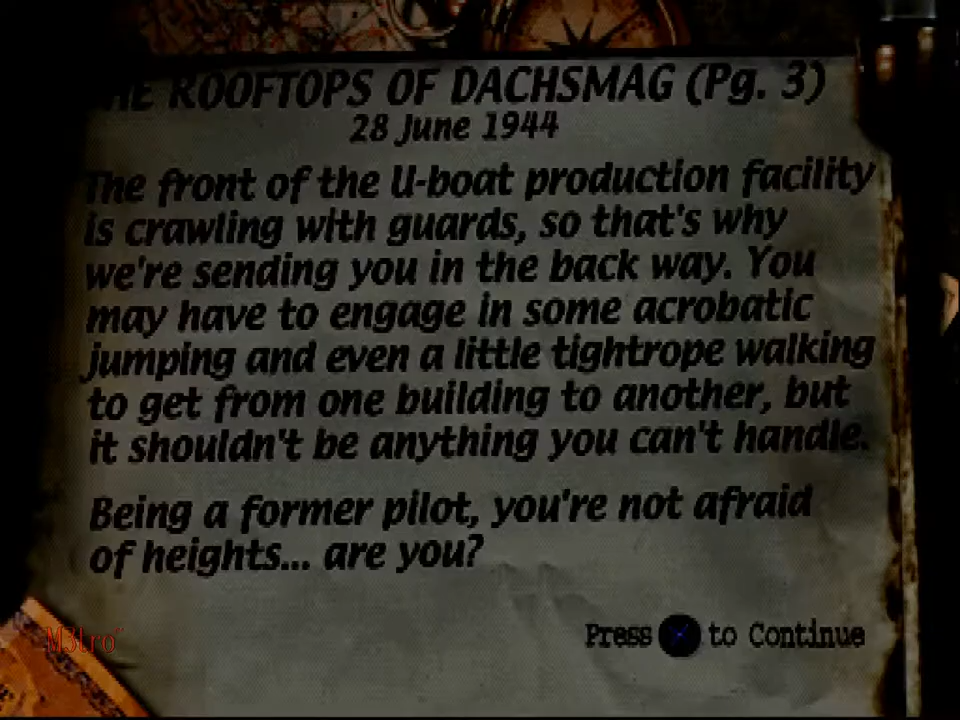 THE ROOFTOPS OF DACHSMAG (Pg. 3)
28 June 1944
The front of the U-boat production facility
is crawling with guards, so that's why
we're sending you in the back way. You
may have to engage in some acrobatic
jumping and even a little tightrope walking
to get from one building to another, but
it shouldn't be anything you can't handle.
Being a former pilot, you're not afraid
of heights... are you?
Press X to Continue
M3tro